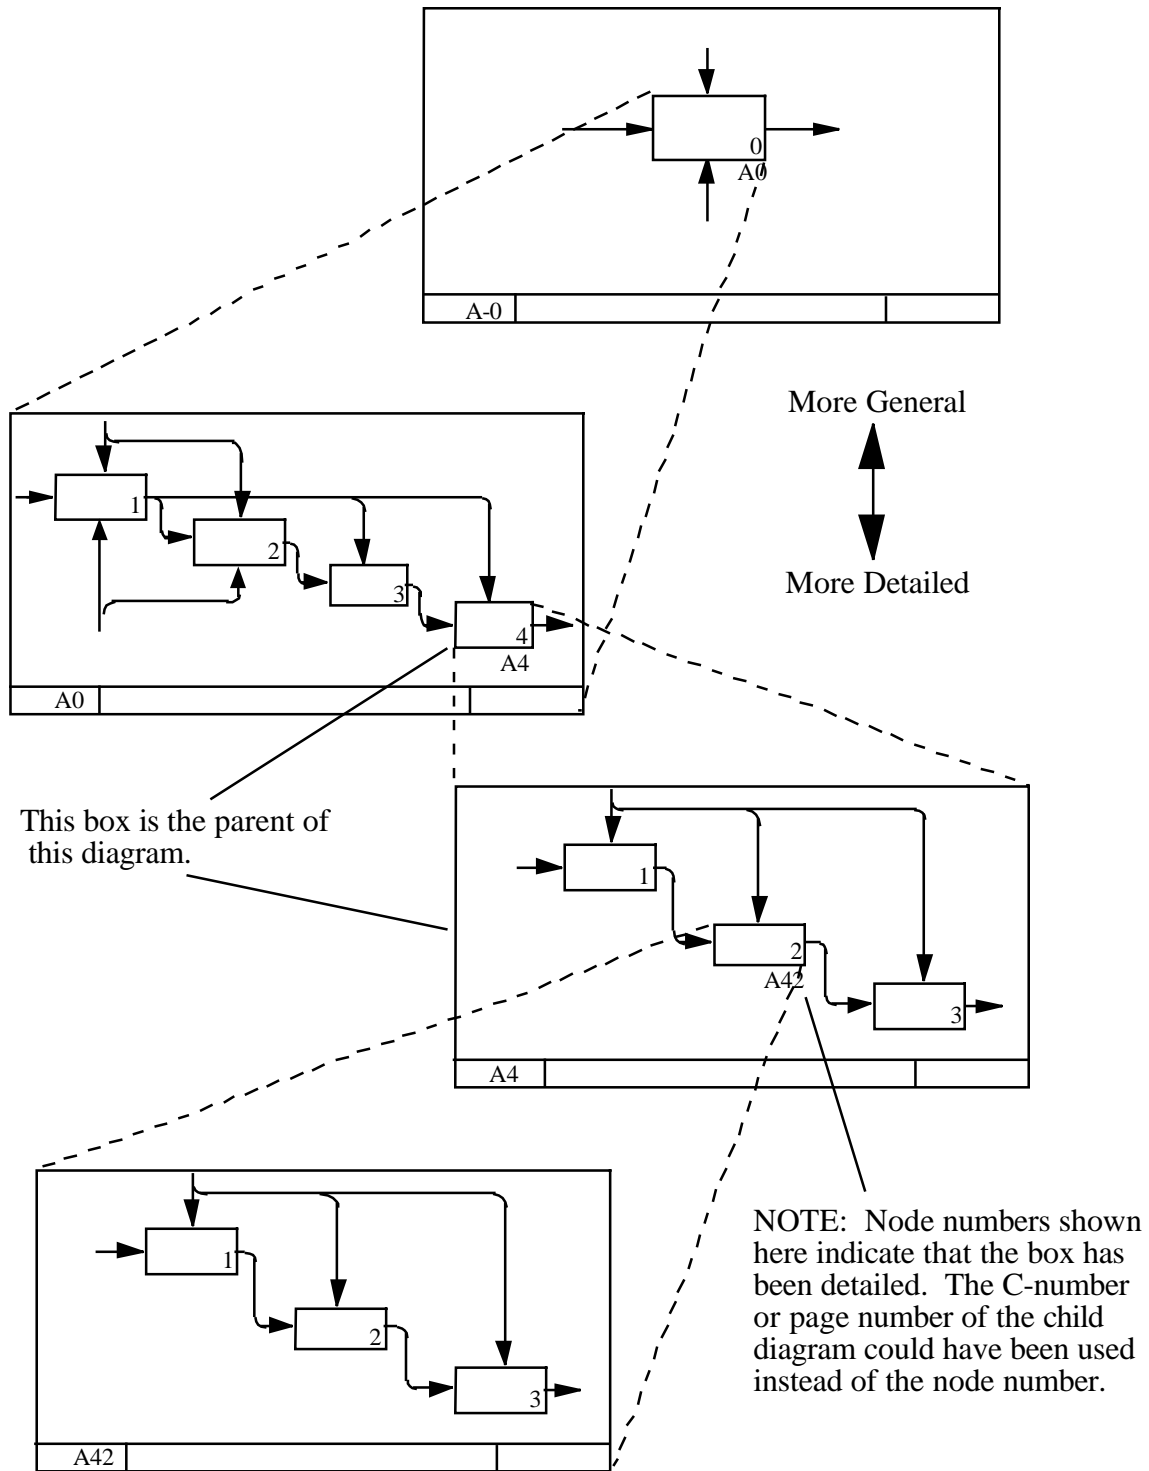 0
A0
A-0
More General
More Detailed
1
2
3
4
A4
A0
This box is the parent of
this diagram.
1
2
A42
3
A4
NOTE: Node numbers shown
here indicate that the box has
been detailed. The C-number
or page number of the child
diagram could have been used
instead of the node number.
1
2
3
A42